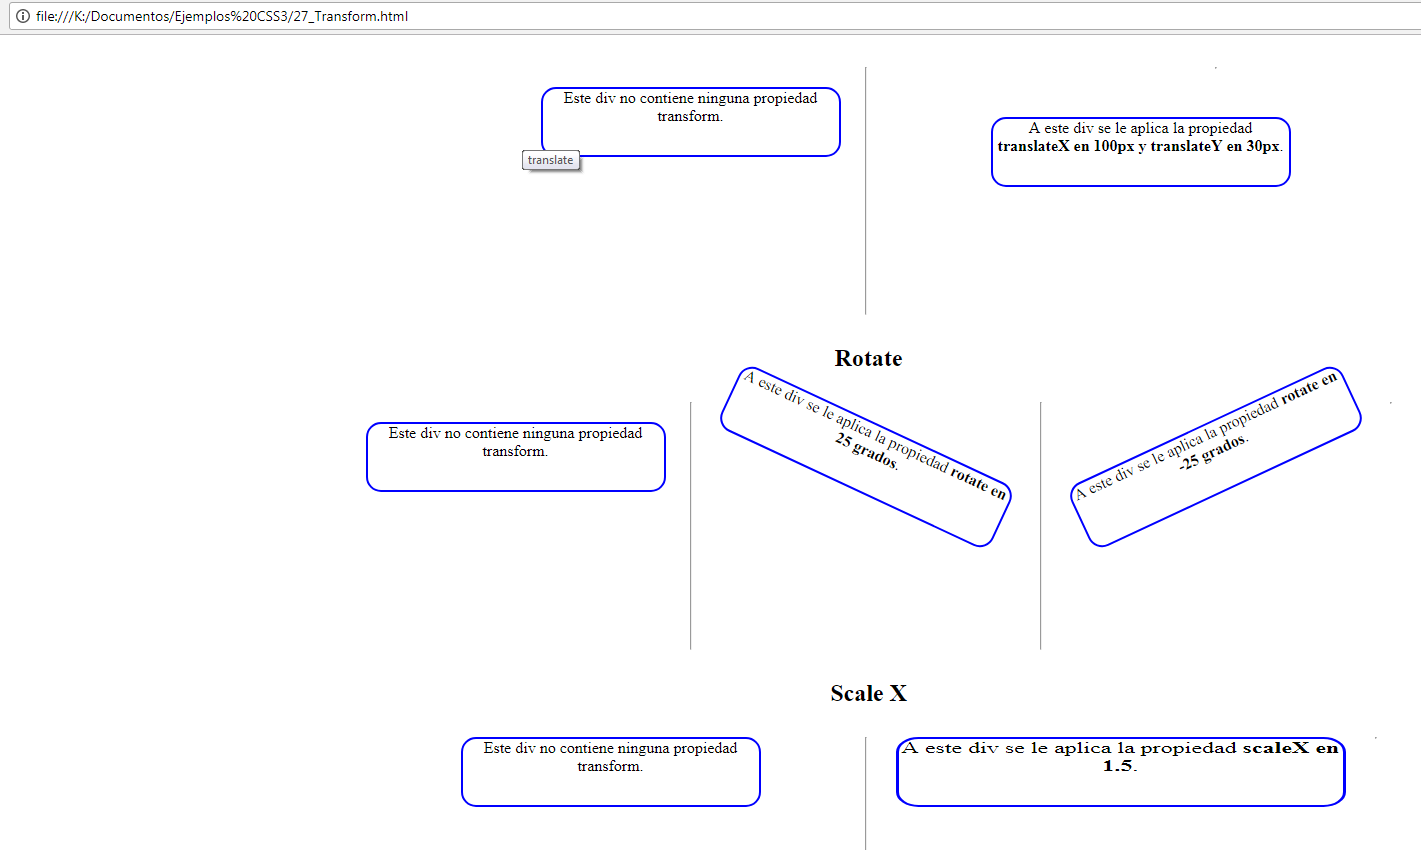 file:///K:/Documentos/Ejemplos%20CSS3/27_Transform.html
Este div no contiene ninguna propiedad
transform.
translate
A este div se le aplica la propiedad
translateX en 100px y translateY en 30px.
Rotate
Este div no contiene ninguna propiedad
transform.
A este div se le aplica la propiedad rotate en
25 grados.
A este div se le aplica la propiedad rotate en
-25 grados.
Scale X
Este div no contiene ninguna propiedad
transform.
A este div se le aplica la propiedad scaleX en
1.5.